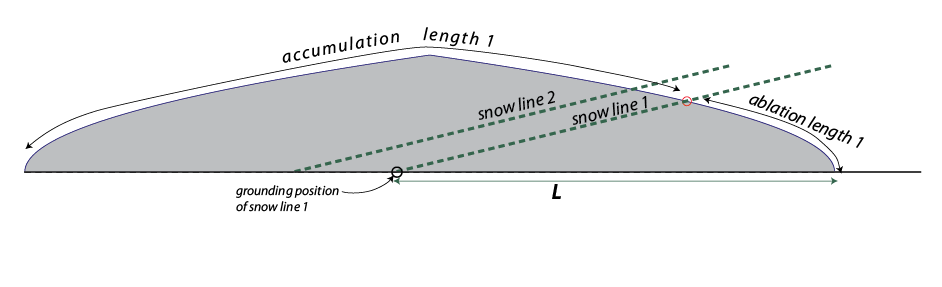 accumulation length 1
snow line 2
snow line 1
ablation length 1
grounding position
of snow line 1
L